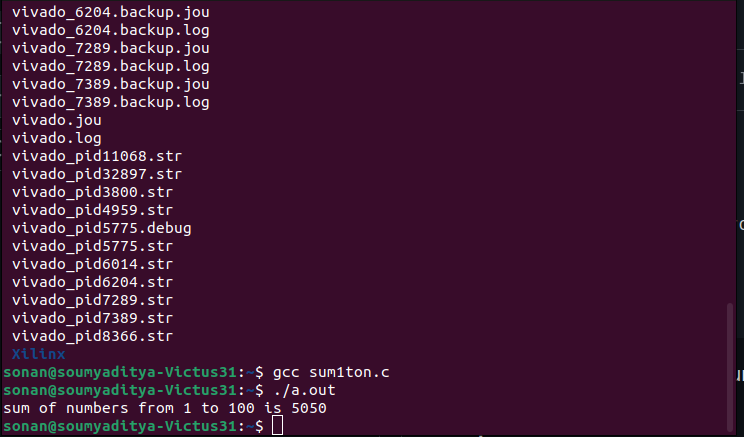 vivado_6204.backup.jou
vivado_6204.backup.log
vivado_7289.backup.jou
vivado_7289.backup.log
vivado_7389.backup.jou
vivado_7389.backup.log
vivado.jou
vivado.log
vivado_pid11068.str
vivado_pid32897.str
vivado_pid3800.str
vivado_pid4959.str
vivado_pid5775.debug
vivado_pid5775.str
vivado_pid6014.str
vivado_pid6204.str
vivado_pid7289.str
vivado_pid7389.str
vivado_pid8366.str
Xilinx
sonan@soumyaditya-Victus31:~$ gcc sum1ton.c
sonan@soumyaditya-Victus31:~$ ./a.out
sum of numbers from 1 to 100 is 5050
sonan@soumyaditya-Victus31:~$